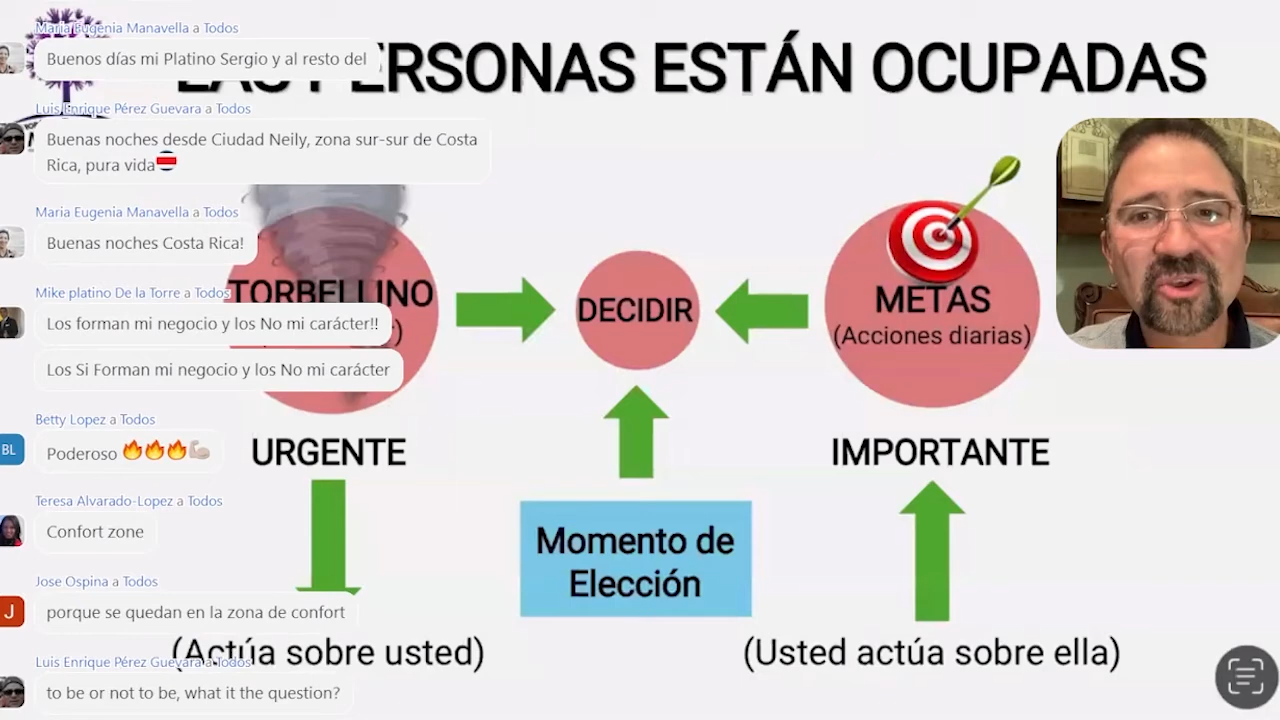 Maria Eugenia Manavella a Todos
Buenos días mi Platino Sergio y al resto del
PERSONAS ESTÁN OCUPADAS
Luis Enrique Pérez Guevara a Todos
Buenas noches desde Ciudad Neily, zona sur-sur de Costa
Rica, pura vida
Maria Eugenia Manavella a Todos
Buenas noches Costa Rica!
Mike platino De la Torre a Todos
Los forman mi negocio y los No mi carácter!!
Los Si Forman mi negocio y los No mi carácter
Betty Lopez a Todos
BL
Poderoso 🔥🔥🔥💪🏼
Teresa Alvarado-Lopez a Todos
Confort zone
Jose Ospina a Todos
J
porque se quedan en la zona de confort
Luis Enrique Pérez Guevara a Todos
to be or not to be, what it the question?
TORBELLINO
URGENTE
(Actúa sobre usted)
DECIDIR
Momento de
Elección
METAS
(Acciones diarias)
IMPORTANTE
(Usted actúa sobre ella)